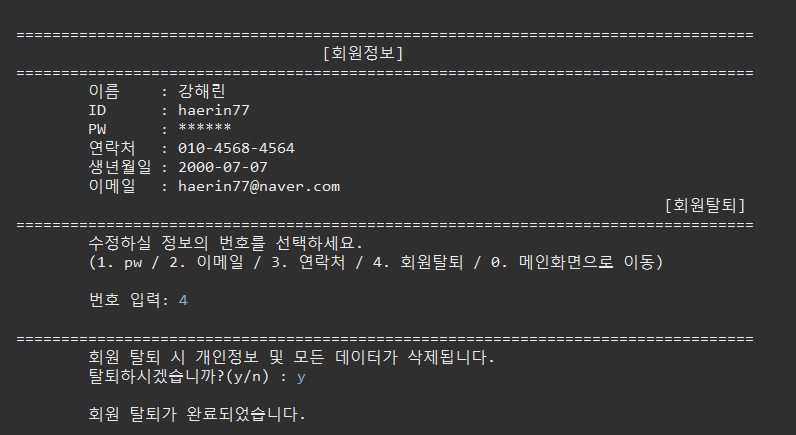 ==================================================================================
[회원정보]
==================================================================================
이름 : 강해린
ID : haerin77
PW : ******
연락처 : 010-4568-4564
생년월일 : 2000-07-07
이메일 : haerin77@naver.com
[회원탈퇴]
==================================================================================
수정하실 정보의 번호를 선택하세요.
(1. pw / 2. 이메일 / 3. 연락처 / 4. 회원탈퇴 / 0. 메인화면으로 이동)
번호 입력: 4
==================================================================================
회원 탈퇴 시 개인정보 및 모든 데이터가 삭제됩니다.
탈퇴하시겠습니까?(y/n) : y
회원 탈퇴가 완료되었습니다.